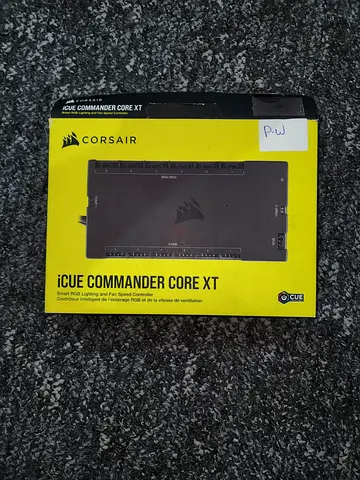 CORSAIR
iCUE COMMANDER CORE XT
Smart RGB Lighting and Fan Speed Controller
P.W
CORSAIR
iCUE COMMANDER CORE XT
Smart RGB Lighting and Fan Speed Controller
Contrôleur intelligent de l'éclairage RGB et de la vitesse de ventilation
iCUE